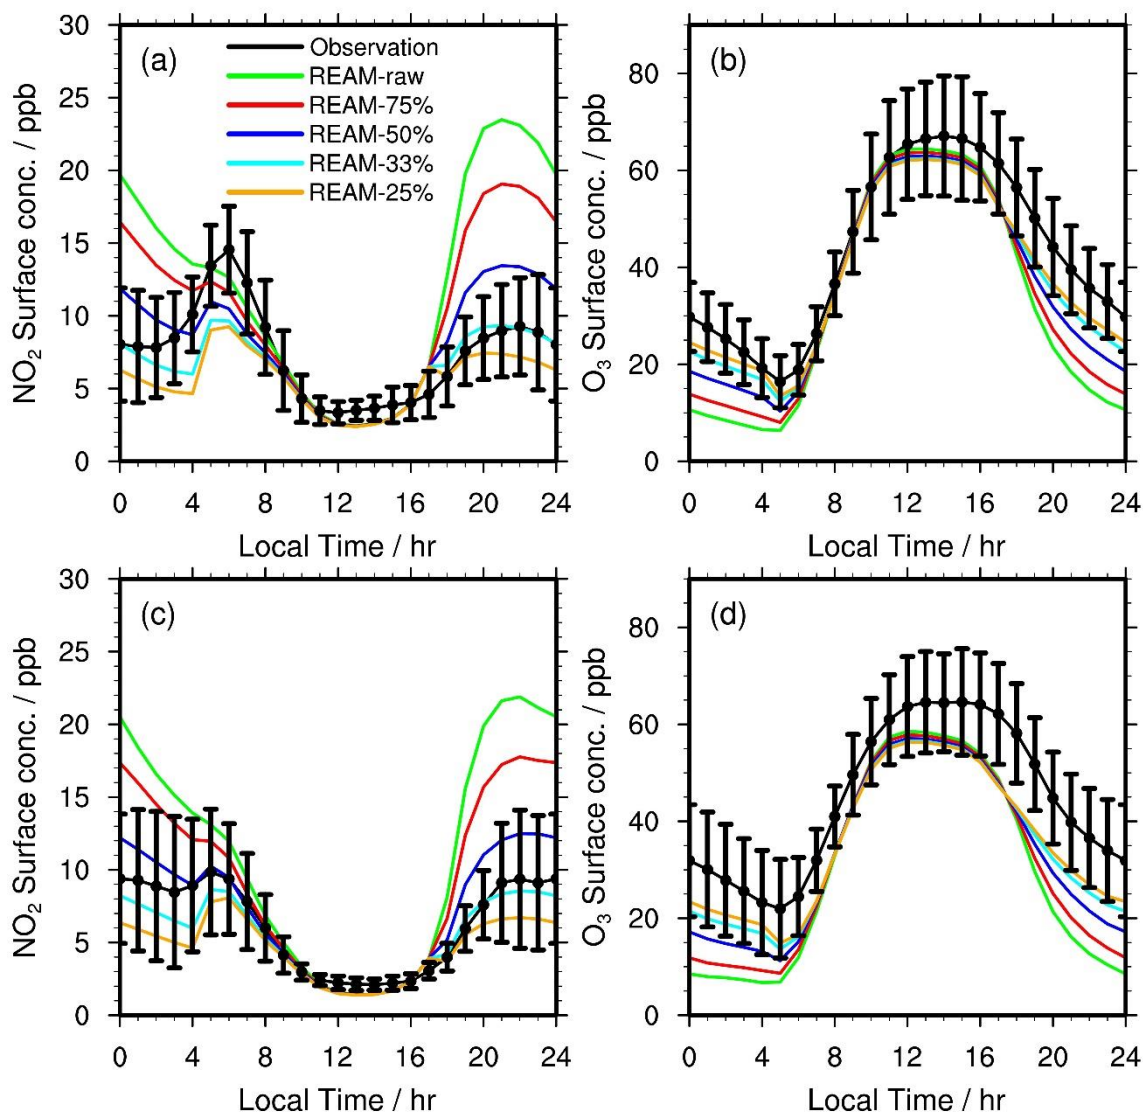 (a)
Observation
REAM-raw
REAM-75%
REAM-50%
REAM-33%
REAM-25%
NO2 Surface conc. / ppb
30
25
20
15
10
5
0
0 4 8 12 16 20 24
Local Time / hr
(b)
O3 Surface conc. / ppb
80
60
40
20
0
0 4 8 12 16 20 24
Local Time / hr
(c)
NO2 Surface conc. / ppb
30
25
20
15
10
5
0
0 4 8 12 16 20 24
Local Time / hr
(d)
O3 Surface conc. / ppb
80
60
40
20
0
0 4 8 12 16 20 24
Local Time / hr